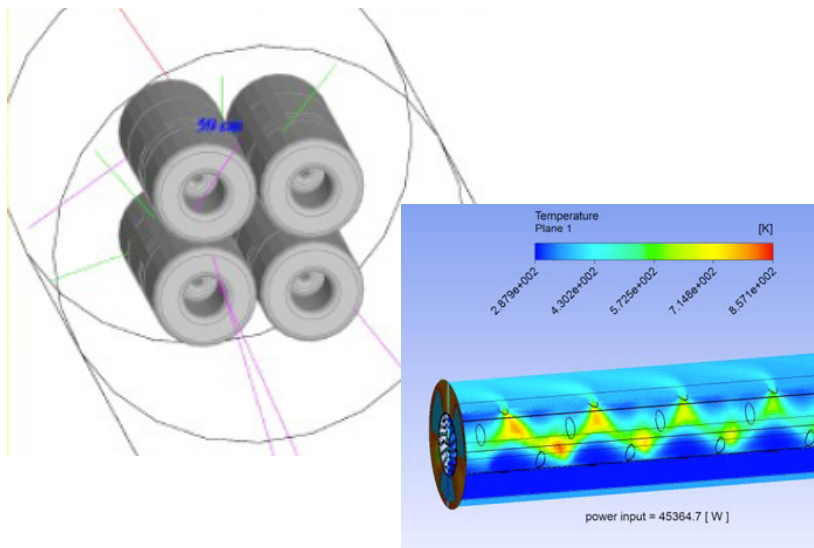 50 cm
Temperature
Plane 1
[K]
2.879e+002
4.302e+002
5.725e+002
7.148e+002
8.571e+002
power input = 45364.7 [ W ]